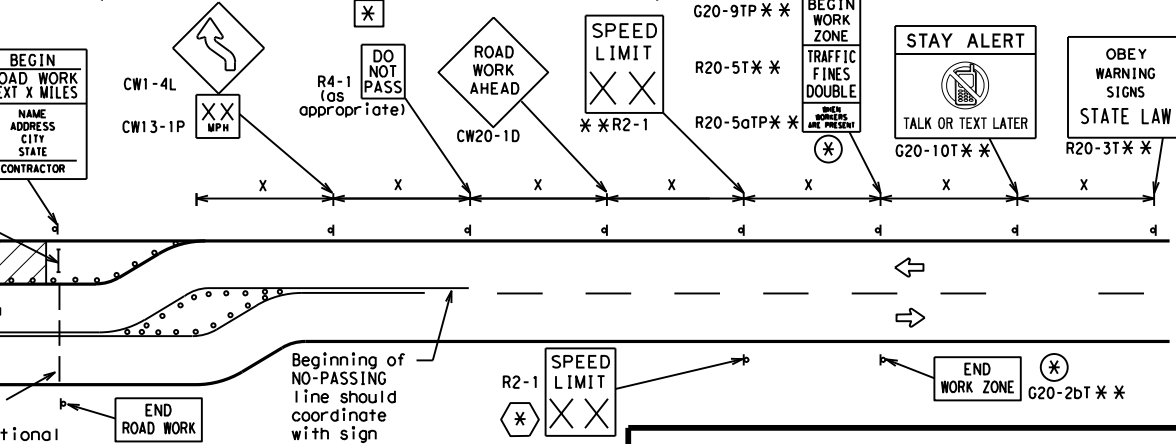 BEGIN
ROAD WORK
NEXT X MILES
NAME
ADDRESS
CITY
STATE
CONTRACTOR
CW1-4L
CW13-1P
X X
MPH
*
R4-1
(as
appropriate)
DO
NOT
PASS
ROAD
WORK
AHEAD
CW20-1D
SPEED
LIMIT
X X
* *R2-1
G20-9TP* *
R20-5T* *
R20-5aTP* *
BEGIN
WORK
ZONE
TRAFFIC
FINES
DOUBLE
WHEN
WORKERS
ARE PRESENT
*
STAY ALERT
TALK OR TEXT LATER
G20-10T* *
OBEY
WARNING
SIGNS
STATE LAW
R20-3T* *
X
X
X
X
X
X
X
Beginning of
NO-PASSING
line should
coordinate
with sign
R2-1
*
SPEED
LIMIT
X X
END
WORK ZONE
*
G20-2bT* *
END
ROAD WORK
tional